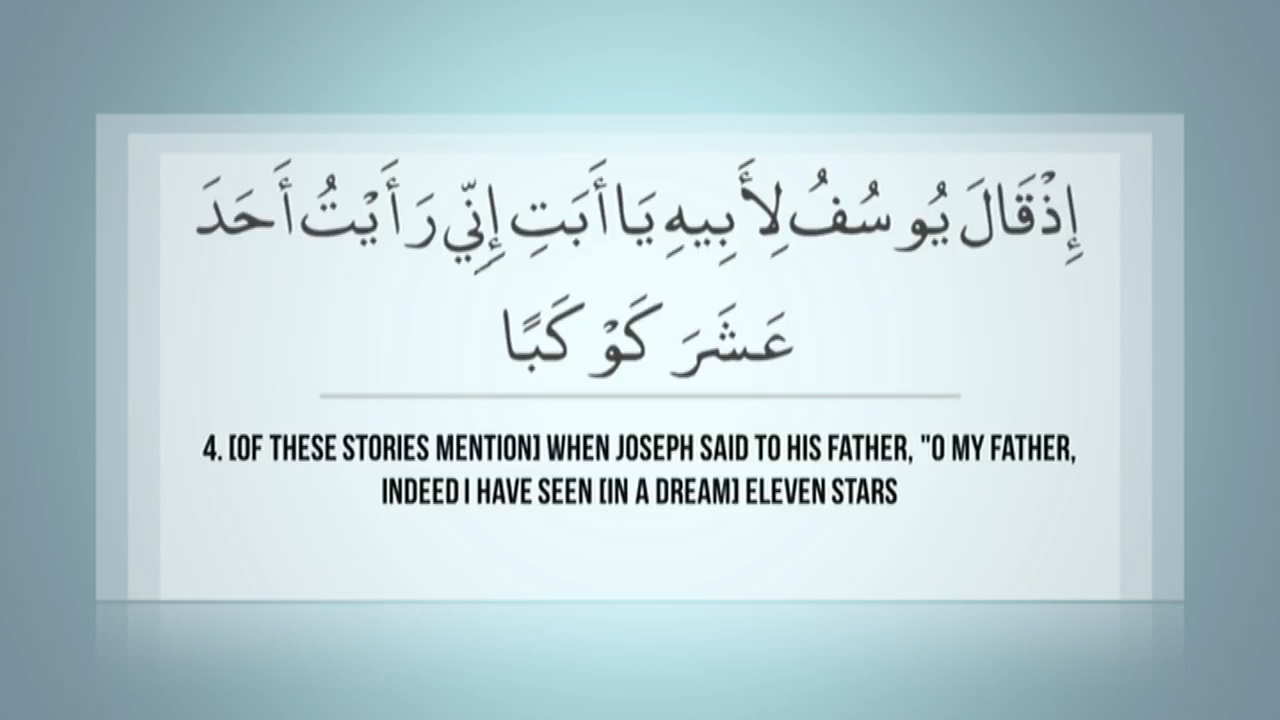 إِذْ قَالَ يُوسُفُ لِأَبِيهِ يَا أَبَتِ إِنِّي رَأَيْتُ أَحَدَ
عَشَرَ كَوْكَبًا
4. [OF THESE STORIES MENTION] WHEN JOSEPH SAID TO HIS FATHER, "O MY FATHER,
INDEED I HAVE SEEN [IN A DREAM] ELEVEN STARS